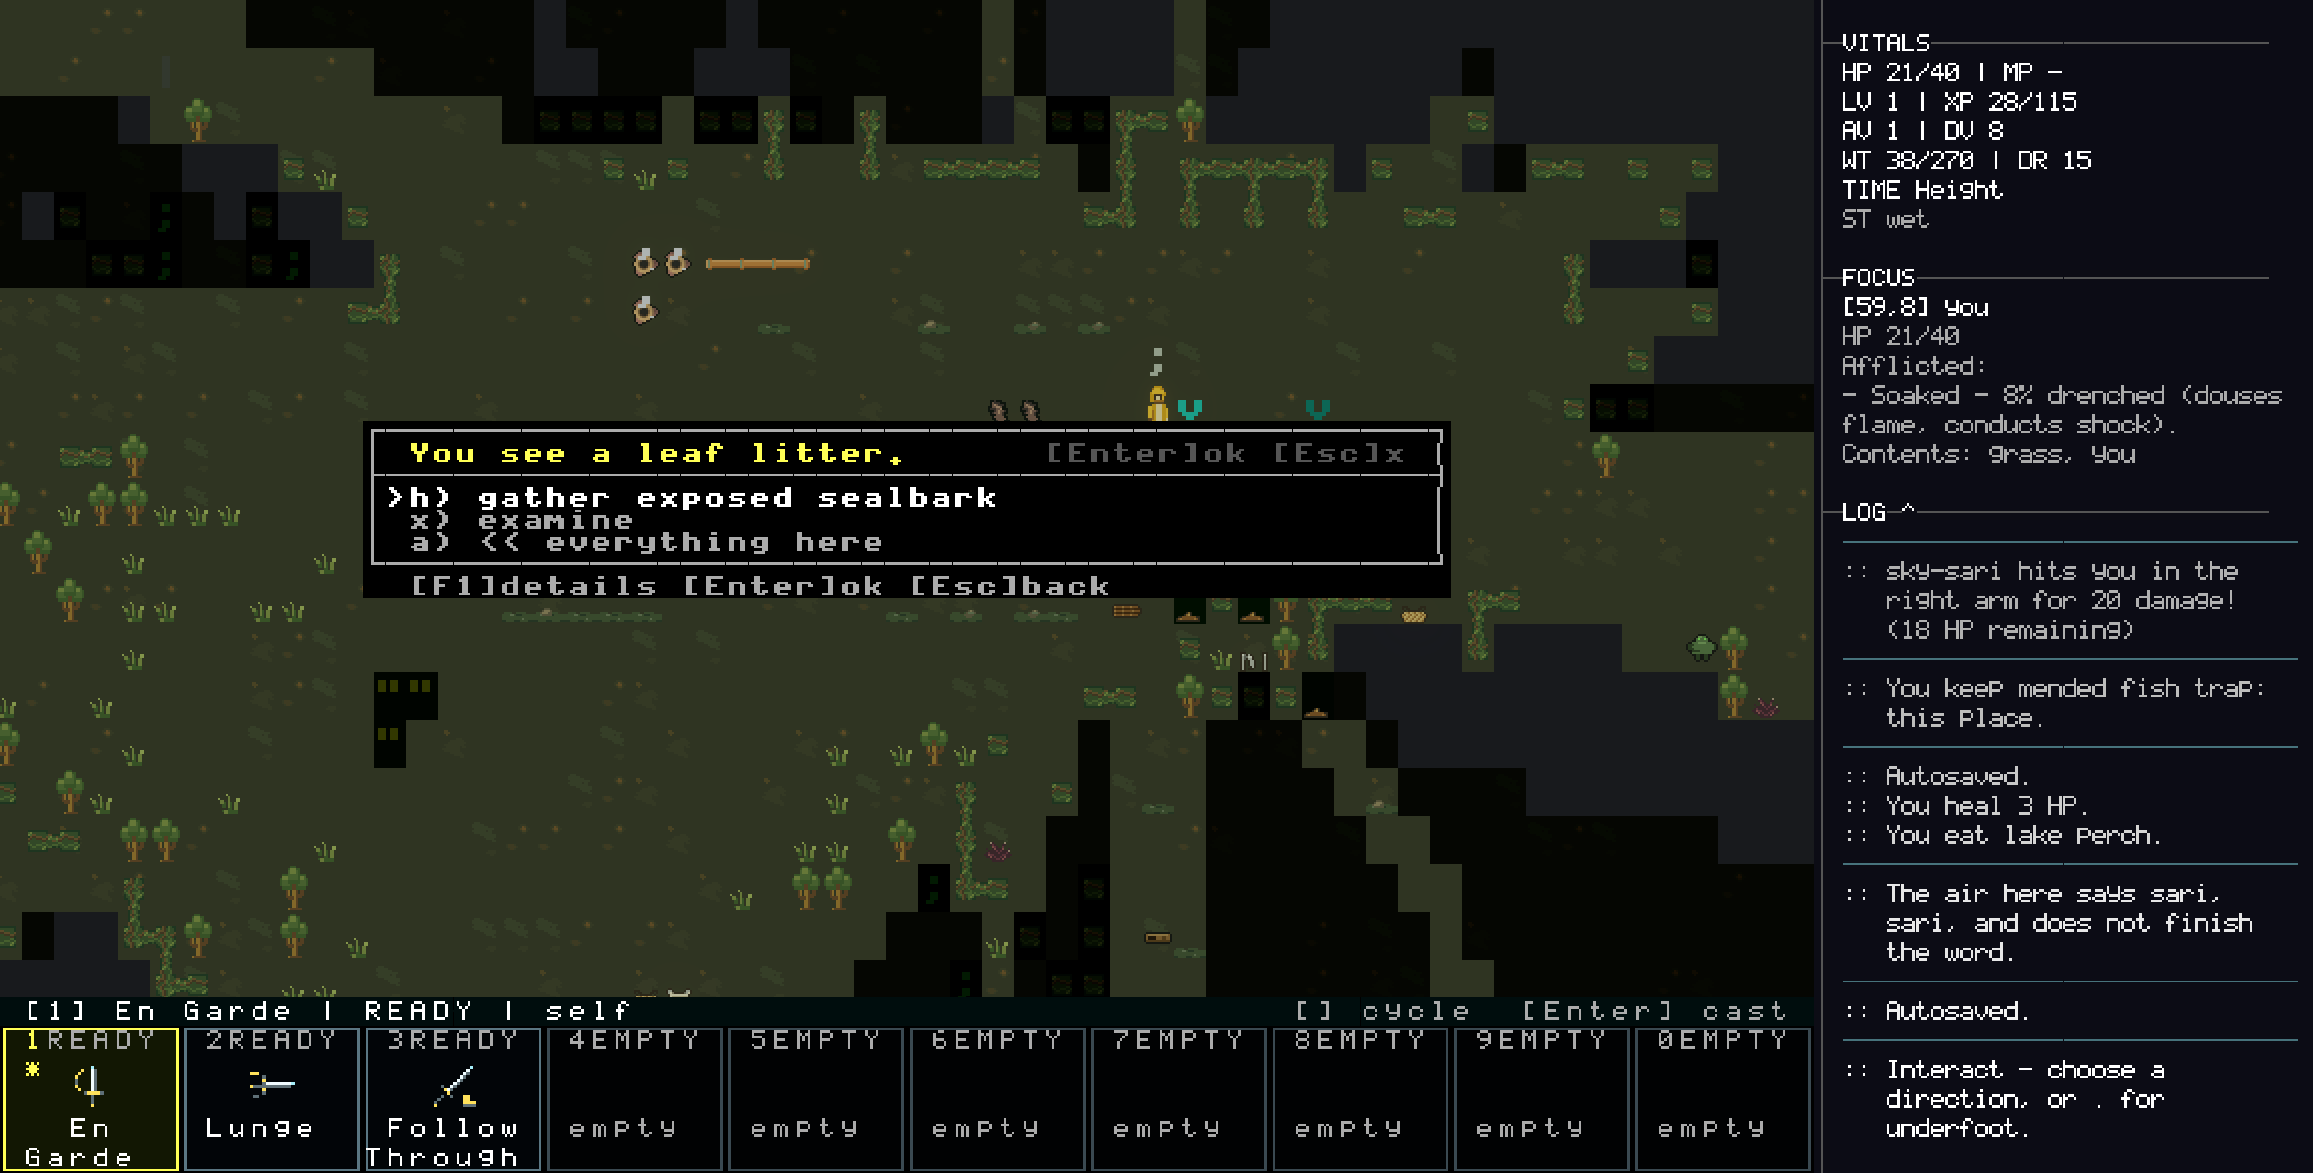 You see a leaf litter. [Enter]ok [Esc]x
>h) gather exposed sealbark
x) examine
a) << everything here
[F1]details [Enter]ok [Esc]back
[1] En Garde | READY | self [] cycle [Enter] cast
1READY 2READY 3READY 4EMPTY 5EMPTY 6EMPTY 7EMPTY 8EMPTY 9EMPTY 0EMPTY
En Garde
Lunge
Follow Through
empty empty empty empty empty empty empty
VITALS
HP 21/40 | MP -
LV 1 | XP 28/115
AV 1 | DV 8
WT 38/270 | DR 15
TIME Height
ST wet
FOCUS
[59,8] You
HP 21/40
Afflicted:
- Soaked - 8% drenched (douses
flame, conducts shock).
Contents: grass, You
LOG ^
:: sky-sari hits you in the
right arm for 20 damage!
(18 HP remaining)
:: You keep mended fish trap:
this place.
:: Autosaved.
:: You heal 3 HP.
:: You eat lake perch.
:: The air here says sari,
sari, and does not finish
the word.
:: Autosaved.
:: Interact - choose a
direction, or . for
underfoot.